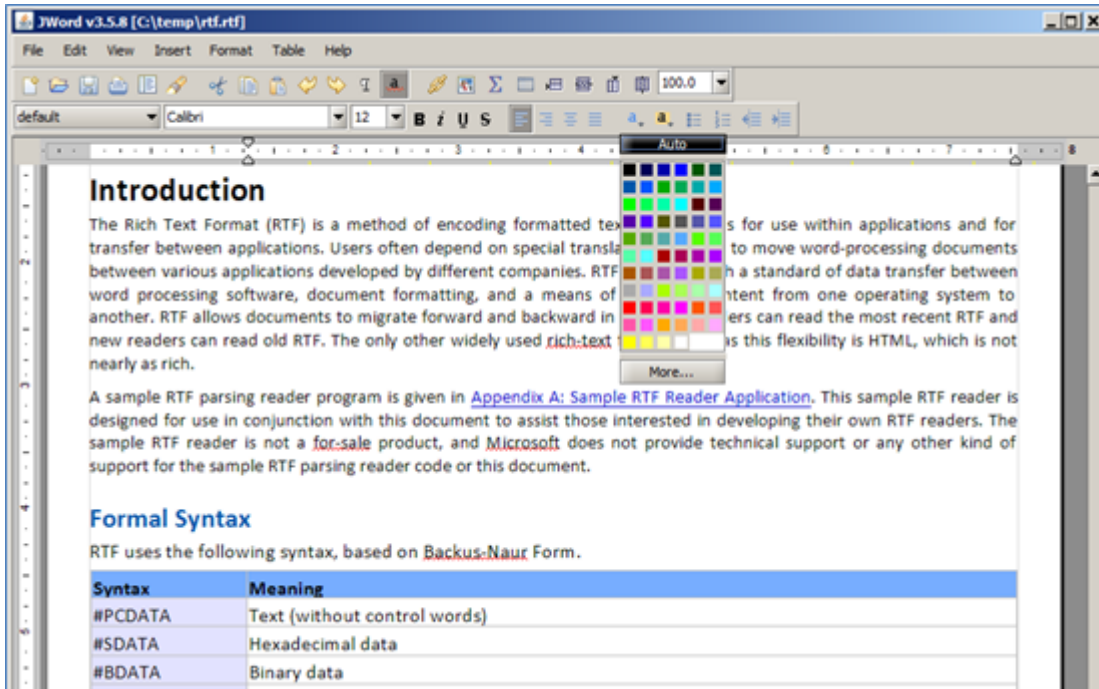 JWord v3.5.8 [C:\temp\rtf.rtf]
File Edit View Insert Format Table Help
100.0
default Calibri 12 B i U S
Auto
1 2 3 4 6 7 8
Introduction
The Rich Text Format (RTF) is a method of encoding formatted tex s for use within applications and for
transfer between applications. Users often depend on special transla to move word-processing documents
between various applications developed by different companies. RTF h a standard of data transfer between
word processing software, document formatting, and a means of ntent from one operating system to
another. RTF allows documents to migrate forward and backward in ers can read the most recent RTF and
new readers can read old RTF. The only other widely used rich-text as this flexibility is HTML, which is not
nearly as rich.
More...
A sample RTF parsing reader program is given in Appendix A: Sample RTF Reader Application. This sample RTF reader is
designed for use in conjunction with this document to assist those interested in developing their own RTF readers. The
sample RTF reader is not a for-sale product, and Microsoft does not provide technical support or any other kind of
support for the sample RTF parsing reader code or this document.
Formal Syntax
RTF uses the following syntax, based on Backus-Naur Form.
Syntax Meaning
#PCDATA Text (without control words)
#SDATA Hexadecimal data
#BDATA Binary data